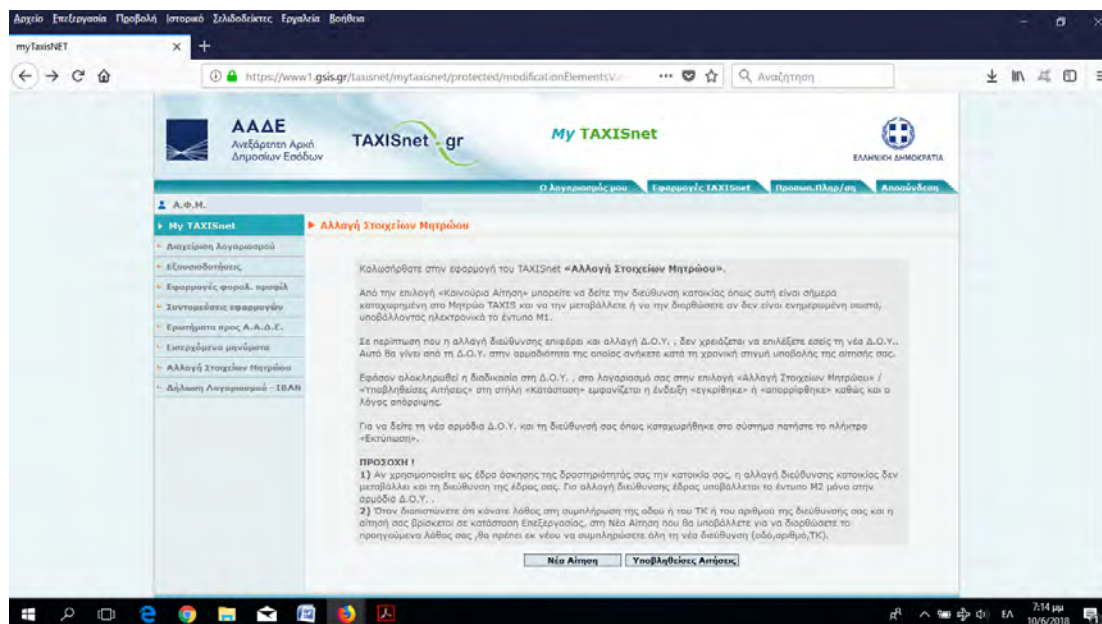 Αρχείο Επεξεργασία Προβολή Ιστορικό Σελιδοδείκτες Εργαλεία Βοήθεια
myTaxisNET
https://www1.gsis.gr/taxisnet/mytaxisnet/protected/modificationElementsV
Αναζήτηση
ΑΑΔΕ
Ανεξάρτητη Αρχή
Δημοσίων Εσόδων
TAXISnet gr
My TAXISnet
ΕΛΛΗΝΙΚΗ ΔΗΜΟΚΡΑΤΙΑ
Ο λογαριασμός μου Εφαρμογές TAXISnet Προσωπ.Πληρ/ση Αποσύνδεση
Α.Φ.Μ.
My TAXISnet
Αλλαγή Στοιχείων Μητρώου
Διαχείριση λογαριασμού
Εξουσιοδοτήσεις
Εφαρμογές φορολ. προφίλ
Συντομεύσεις εφαρμογών
Ερωτήματα προς Α.Α.Δ.Ε.
Εισερχόμενα μηνύματα
Αλλαγή Στοιχείων Μητρώου
Δήλωση Λογαριασμού - IBAN
Καλωσήρθατε στην εφαρμογή του TAXISnet «Αλλαγή Στοιχείων Μητρώου».
Από την επιλογή «Καινούρια Αίτηση» μπορείτε να δείτε την διεύθυνση κατοικίας όπως αυτή είναι σήμερα
καταχωρημένη στο Μητρώο TAXIS και να την μεταβάλλετε ή να την διορθώσετε αν δεν είναι ενημερωμένη σωστά,
υποβάλλοντας ηλεκτρονικά το έντυπο Μ1.
Σε περίπτωση που η αλλαγή διεύθυνσης επιφέρει και αλλαγή Δ.Ο.Υ. , δεν χρειάζεται να επιλέξετε εσείς τη νέα Δ.Ο.Υ..
Αυτό θα γίνει από τη Δ.Ο.Υ. στην αρμοδιότητα της οποίας ανήκετε κατά τη χρονική στιγμή υποβολής της αίτησής σας.
Εφόσον ολοκληρωθεί η διαδικασία στη Δ.Ο.Υ. , στο λογαριασμό σας στην επιλογή «Αλλαγή Στοιχείων Μητρώου» /
«Υποβληθείσες Αιτήσεις» στη στήλη «Κατάσταση» εμφανίζεται η ένδειξη «εγκρίθηκε» ή «απορρίφθηκε» καθώς και ο
λόγος απόρριψης.
Για να δείτε τη νέα αρμόδια Δ.Ο.Υ. και τη διεύθυνσή σας όπως καταχωρήθηκε στο σύστημα πατήστε το πλήκτρο
«Εκτύπωση».
ΠΡΟΣΟΧΗ !
1) Αν χρησιμοποιείτε ως έδρα άσκησης της δραστηριότητάς σας την κατοικία σας, η αλλαγή διεύθυνσης κατοικίας δεν
μεταβάλλει και τη διεύθυνση της έδρας σας. Για αλλαγή διεύθυνσης έδρας υποβάλλεται το έντυπο Μ2 μόνο στην
αρμόδια Δ.Ο.Υ. .
2) Όταν διαπιστώνετε ότι κάνατε λάθος στη συμπλήρωση της οδού ή του ΤΚ ή του αριθμού της διεύθυνσής σας και η
αίτησή σας βρίσκεται σε κατάσταση Επεξεργασίας, στη Νέα Αίτηση που θα υποβάλλετε για να διορθώσετε το
προηγούμενο λάθος σας ,θα πρέπει εκ νέου να συμπληρώσετε όλη τη νέα διεύθυνση (οδό,αριθμό,ΤΚ).
Νέα Αίτηση Υποβληθείσες Αιτήσεις
ΕΛ
7:14 μμ
10/6/2018